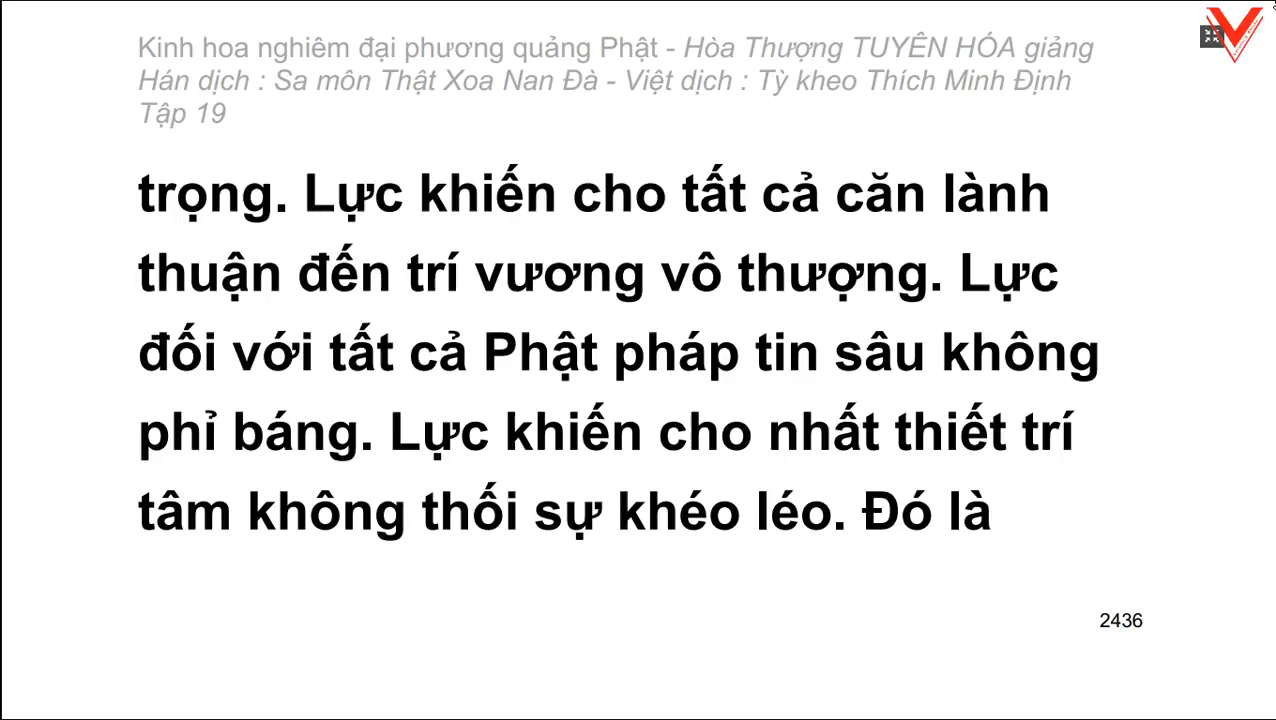 Kinh hoa nghiêm đại phương quảng Phật - Hòa Thượng TUYÊN HÓA giảng
Hán dịch : Sa môn Thật Xoa Nan Đà - Việt dịch : Tỳ kheo Thích Minh Định
Tập 19
trọng. Lực khiến cho tất cả căn lành
thuận đến trí vương vô thượng. Lực
đối với tất cả Phật pháp tin sâu không
phỉ báng. Lực khiến cho nhất thiết trí
tâm không thối sự khéo léo. Đó là
2436